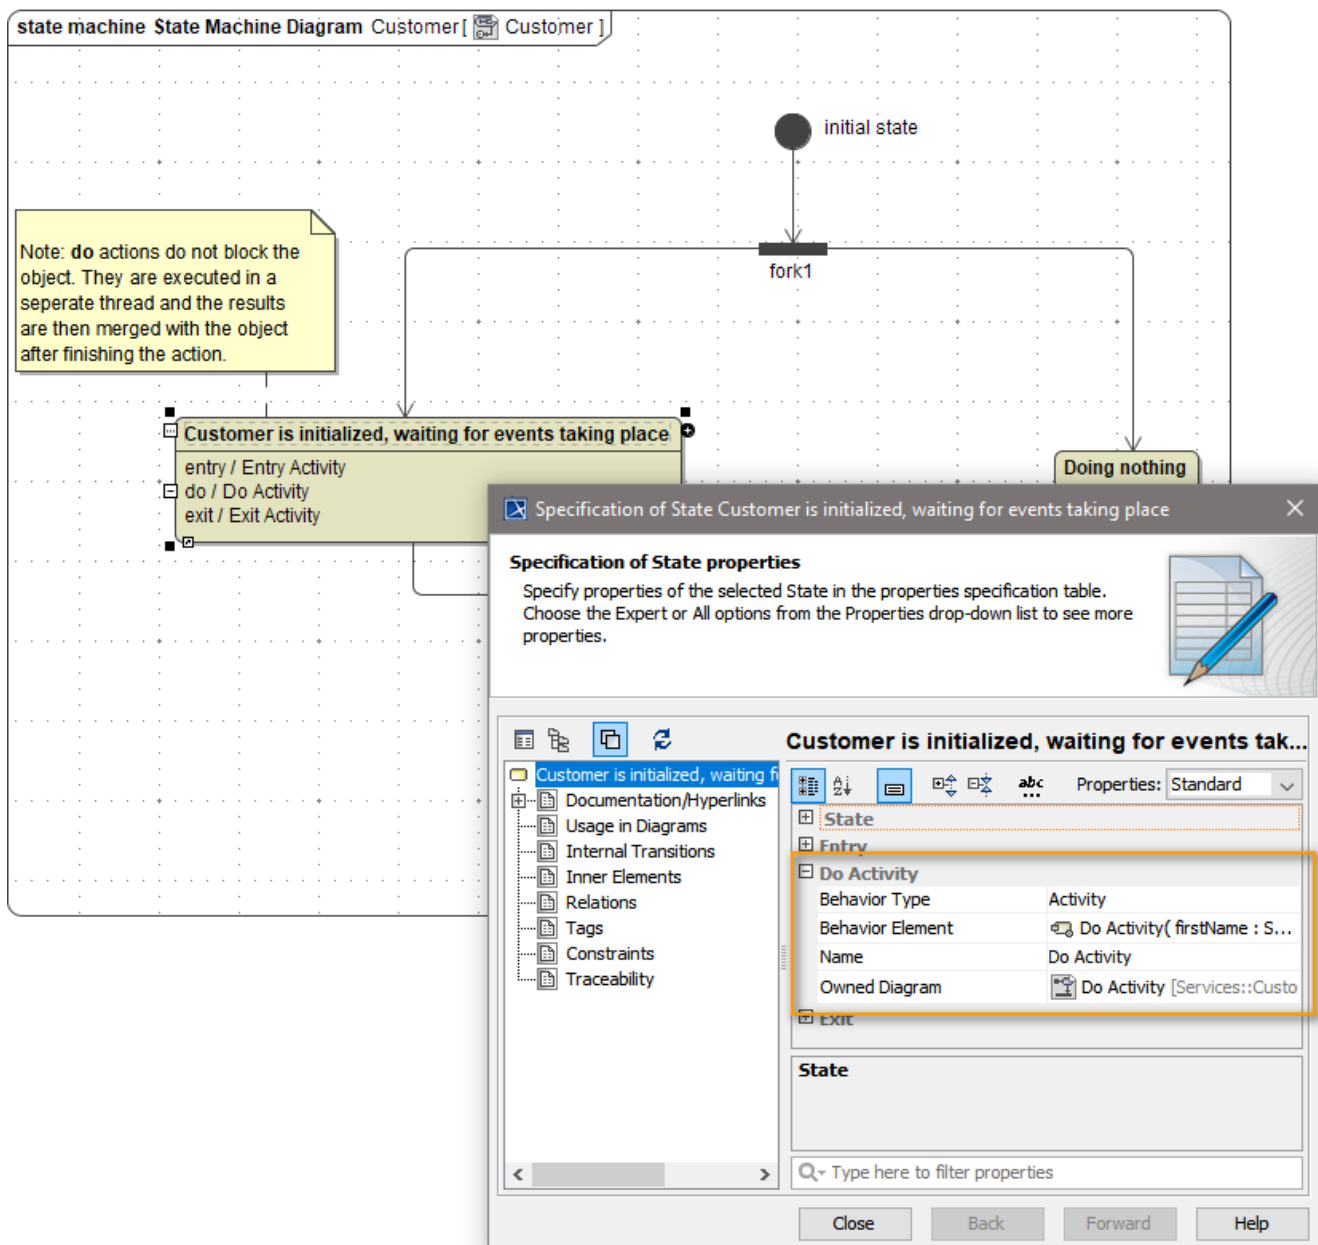 state machine State Machine Diagram Customer[ Customer ]
initial state
Note: do actions do not block the
object. They are executed in a
seperate thread and the results
are then merged with the object
after finishing the action.
fork1
Customer is initialized, waiting for events taking place
entry / Entry Activity
do / Do Activity
exit / Exit Activity
Doing nothing
Specification of State Customer is initialized, waiting for events taking place
Specification of State properties
Specify properties of the selected State in the properties specification table.
Choose the Expert or All options from the Properties drop-down list to see more
properties.
Customer is initialized, waiting f
Documentation/Hyperlinks
Usage in Diagrams
Internal Transitions
Inner Elements
Relations
Tags
Constraints
Traceability
Customer is initialized, waiting for events tak...
abc
Properties: Standard
State
Entry
Do Activity
Behavior Type Activity
Behavior Element Do Activity( firstName : S...
Name Do Activity
Owned Diagram Do Activity [Services::Custo
Exit
State
Type here to filter properties
Close Back Forward Help